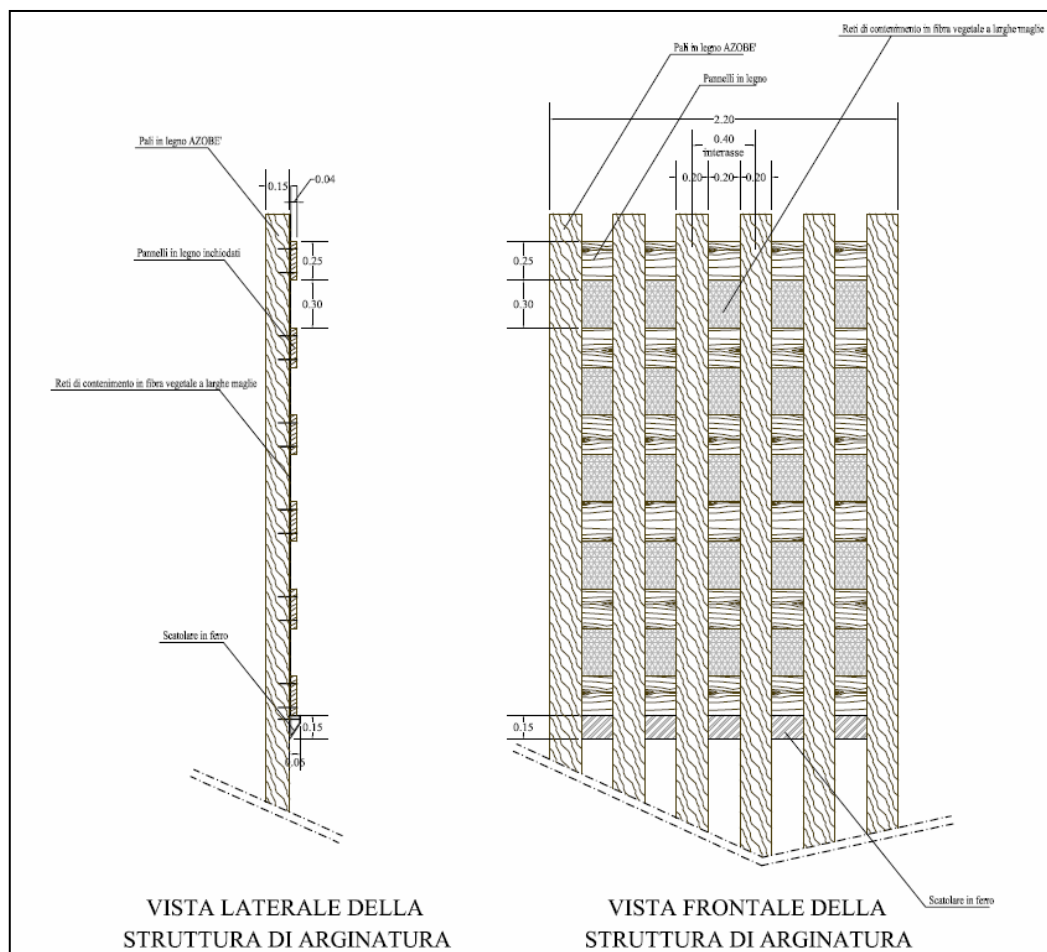 Reti di contenimento in fibra vegetale a larghe maglie
Pali in legno AZOBE'
Pannelli in legno
2.20
0.40
interasse
0.20
0.20
0.20
Pali in legno AZOBE'
0.15
0.04
Pannelli in legno inchiodati
0.25
0.30
0.25
0.30
Reti di contenimento in fibra vegetale a larghe maglie
Scatolare in ferro
0.15
0.05
0.15
Scatolare in ferro
VISTA LATERALE DELLA
STRUTTURA DI ARGINATURA
VISTA FRONTALE DELLA
STRUTTURA DI ARGINATURA